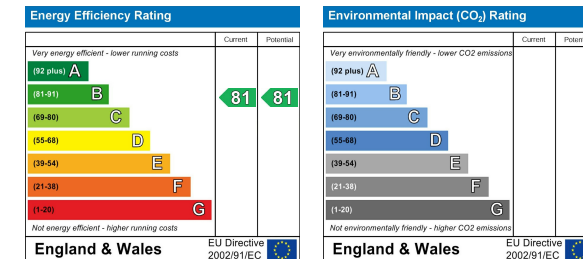 Energy Efficiency Rating
Current Potential
Very energy efficient - lower running costs
(92 plus) A
(81-91) B
81 81
(69-80) C
(55-68) D
(39-54) E
(21-38) F
(1-20) G
Not energy efficient - higher running costs
England & Wales
EU Directive
2002/91/EC
Environmental Impact (CO₂) Rating
Current Poten
Very environmentally friendly - lower CO2 emissions
(92 plus) A
(81-91) B
(69-80) C
(55-68) D
(39-54) E
(21-38) F
(1-20) G
Not environmentally friendly - higher CO2 emissions
England & Wales
EU Directive
2002/91/EC